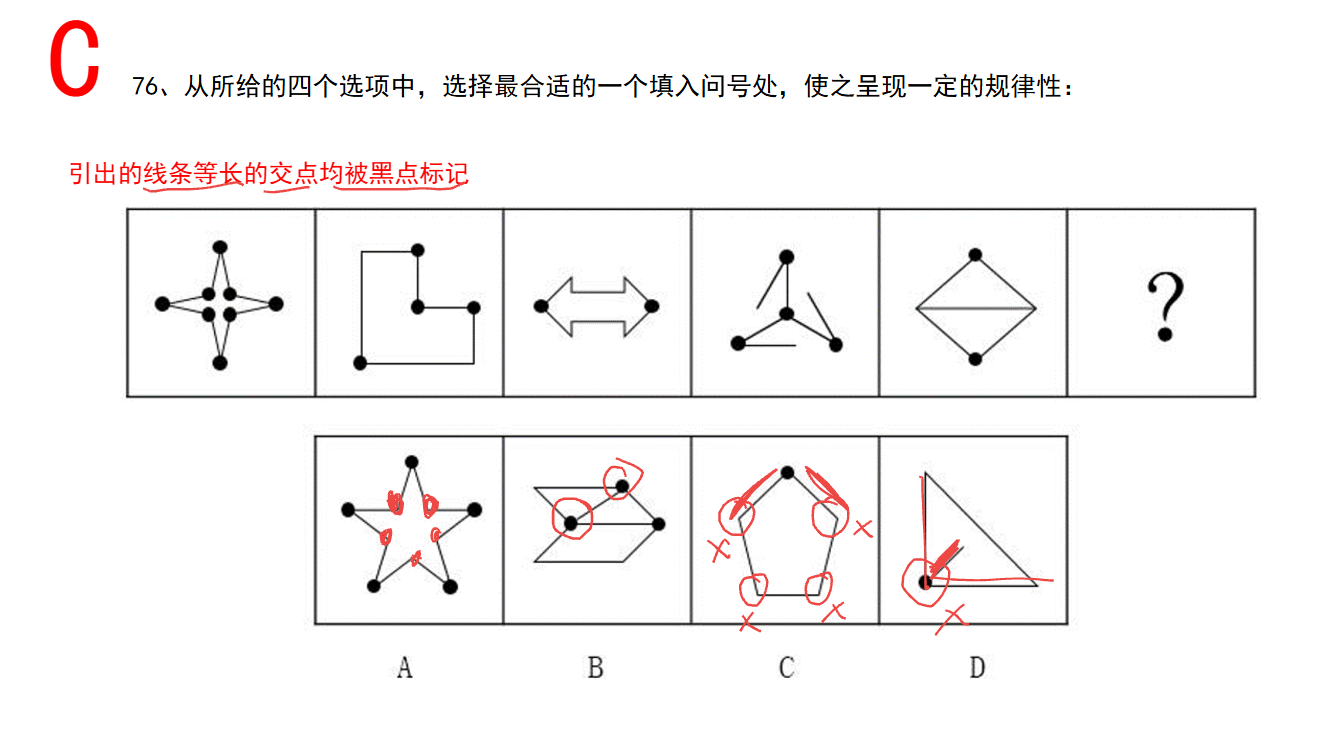 C
76、从所给的四个选项中，选择最合适的一个填入问号处，使之呈现一定的规律性：
引出的线条等长的交点均被黑点标记
?
A B C D